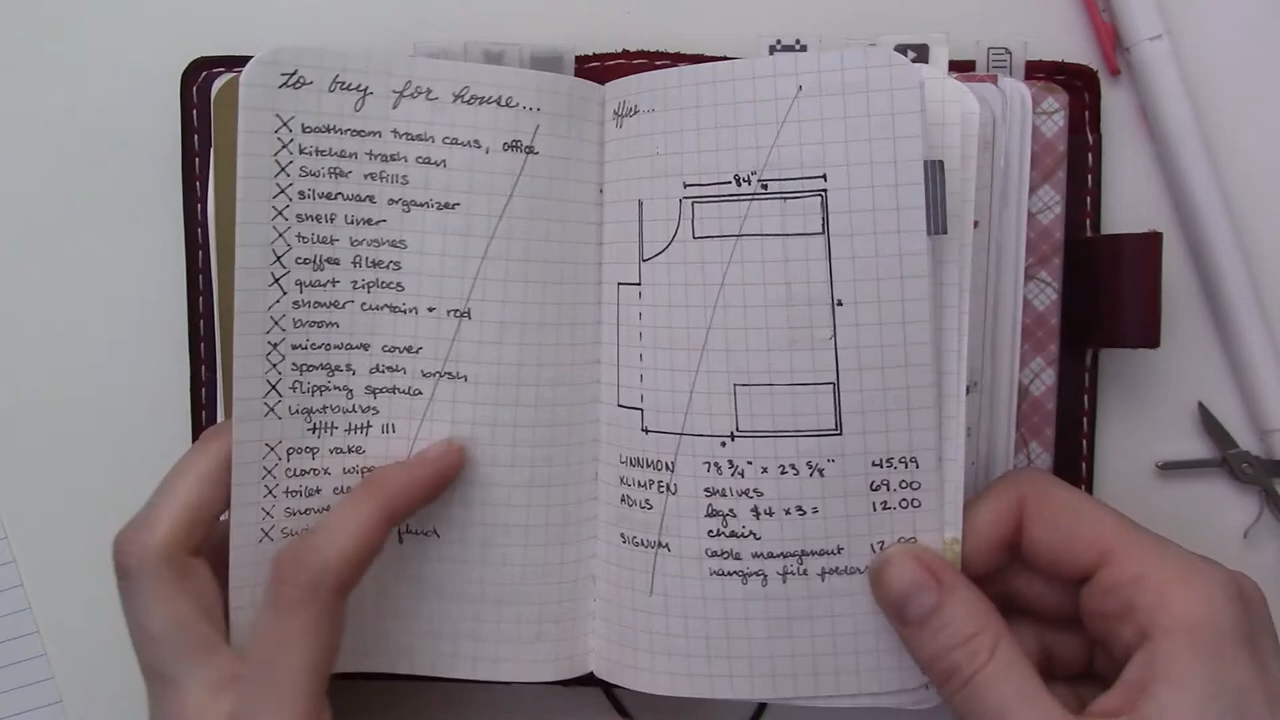 to buy for house...
bathroom trash cans, office
kitchen trash can
Swiffer refills
silverware organizer
shelf liner
toilet brushes
coffee filters
quart ziplocs
shower curtain + rod
broom
microwave cover
sponges, dish brush
flipping spatula
lightbulbs
poop rake
clorox
toilet
fluid
office...
84"
LINNMON 78 3/4" x 23 5/8" 45.99
KLIMPEN shelves 69.00
ADILS legs $4 x3 = 12.00
chair
SIGNUM cable management
hanging file folders